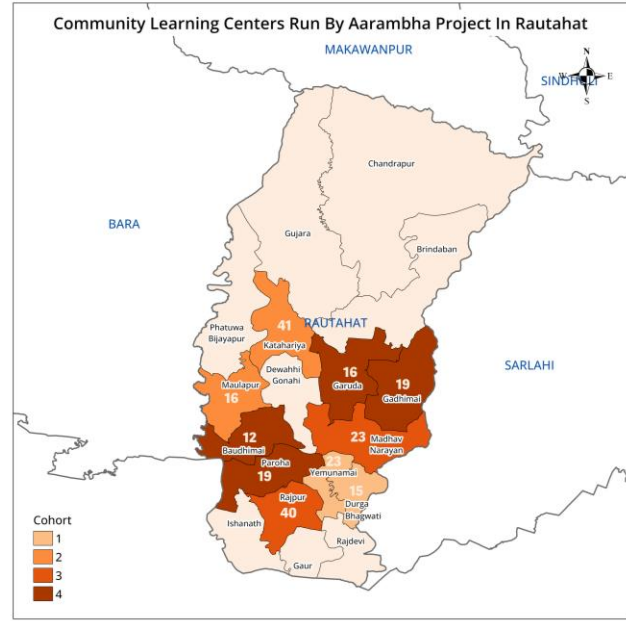 Community Learning Centers Run By Aarambha Project In Rautahat
MAKAWANPUR
N
W E
S
SINDHULI
Chandrapur
BARA
Gujara
Brindaban
RAUTAHAT
Phatuwa
Bijayapur
41
Katahariya
Dewahhi
Gonahi
16
Garuda
19
Gadhimai
SARLAHI
Maulapur
16
12
Baudhimai
23
Madhav
Narayan
Paroha
19
23
Yemunamai
15
Durga
Bhagwati
Rajpur
40
Ishanath
Rajdevi
Gaur
Cohort
1
2
3
4